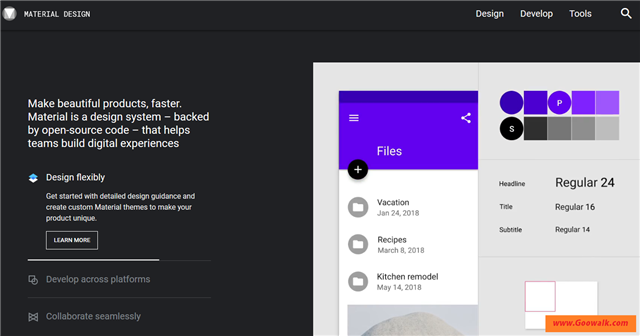 MATERIAL DESIGN
Design
Develop
Tools
Make beautiful products, faster.
Material is a design system – backed
by open-source code – that helps
teams build digital experiences
Design flexibly
Get started with detailed design guidance and
create custom Material themes to make your
product unique.
LEARN MORE
Develop across platforms
Collaborate seamlessly
Files
Vacation
Jan 24, 2018
Recipes
March 8, 2018
Kitchen remodel
May 14, 2018
P
S
Headline Regular 24
Title Regular 16
Subtitle Regular 14
www.Goowalk.com